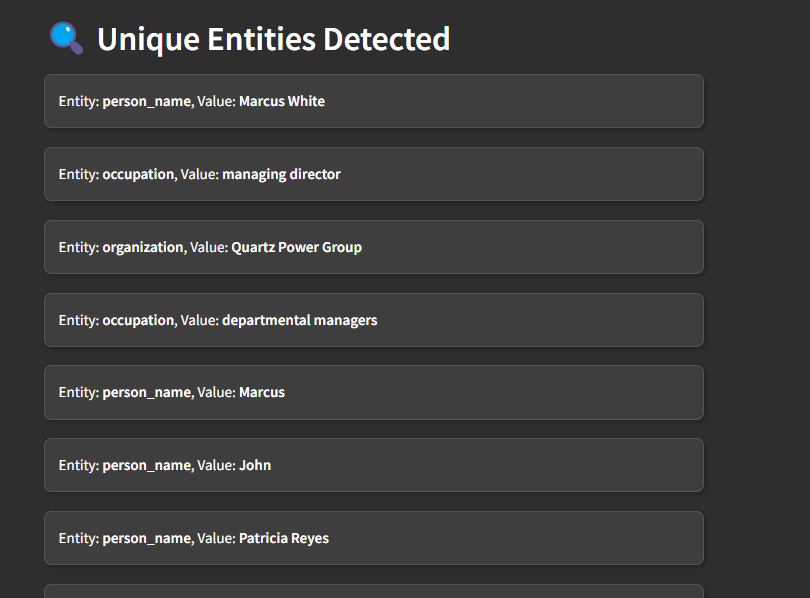 Unique Entities Detected
Entity: person_name, Value: Marcus White
Entity: occupation, Value: managing director
Entity: organization, Value: Quartz Power Group
Entity: occupation, Value: departmental managers
Entity: person_name, Value: Marcus
Entity: person_name, Value: John
Entity: person_name, Value: Patricia Reyes